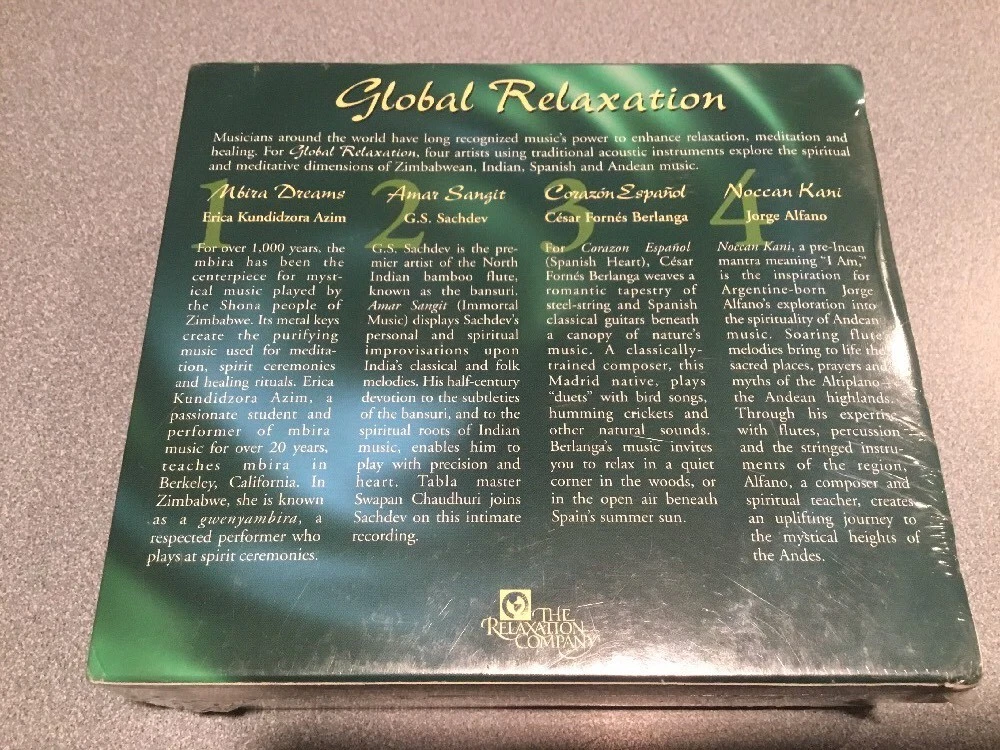 Global Relaxation
Musicians around the world have long recognized music's power to enhance relaxation, meditation and
healing. For Global Relaxation, four artists using traditional acoustic instruments explore the spiritual
and meditative dimensions of Zimbabwean, Indian, Spanish and Andean music.
1
Mbira Dreams
Erica Kundidzora Azim
For over 1,000 years, the
mbira has been the
centerpiece for myst-
ical music played by
the Shona people of
Zimbabwe. Its metal keys
create the purifying
music used for medita-
tion, spirit ceremonies
and healing rituals. Erica
Kundidzora Azim, a
passionate student and
performer of mbira
music for over 20 years,
teaches mbira in
Berkeley, California. In
Zimbabwe, she is known
as a gwenyambira, a
respected performer who
plays at spirit ceremonies.
2
Amar Sangit
G.S. Sachdev
G.S. Sachdev is the pre-
mier artist of the North
Indian bamboo flute,
known as the bansuri.
Amar Sangit (Immortal
Music) displays Sachdev's
personal and spiritual
improvisations upon
India's classical and folk
melodies. His half-century
devotion to the subtleties
of the bansuri, and to the
spiritual roots of Indian
music, enables him to
play with precision and
heart. Tabla master
Swapan Chaudhuri joins
Sachdev on this intimate
recording.
3
Corazón Español
César Fornés Berlanga
For Corazon Español
(Spanish Heart), César
Fornés Berlanga weaves a
romantic tapestry of
steel-string and Spanish
classical guitars beneath
a canopy of nature's
music. A classically-
trained composer, this
Madrid native, plays
"duets" with bird songs,
humming crickets and
other natural sounds.
Berlanga's music invites
you to relax in a quiet
corner in the woods, or
in the open air beneath
Spain's summer sun.
4
Noccan Kani
Jorge Alfano
Noccan Kani, a pre-Incan
mantra meaning "I Am,"
is the inspiration for
Argentine-born Jorge
Alfano's exploration into
the spirituality of Andean
music. Soaring flute
melodies bring to life the
sacred places, prayers and
myths of the Altiplano–
the Andean highlands.
Through his expertise
with flutes, percussion
and the stringed instru-
ments of the region,
Alfano, a composer and
spiritual teacher, creates
an uplifting journey to
the mystical heights of
the Andes.
THE
RELAXATION
COMPANY